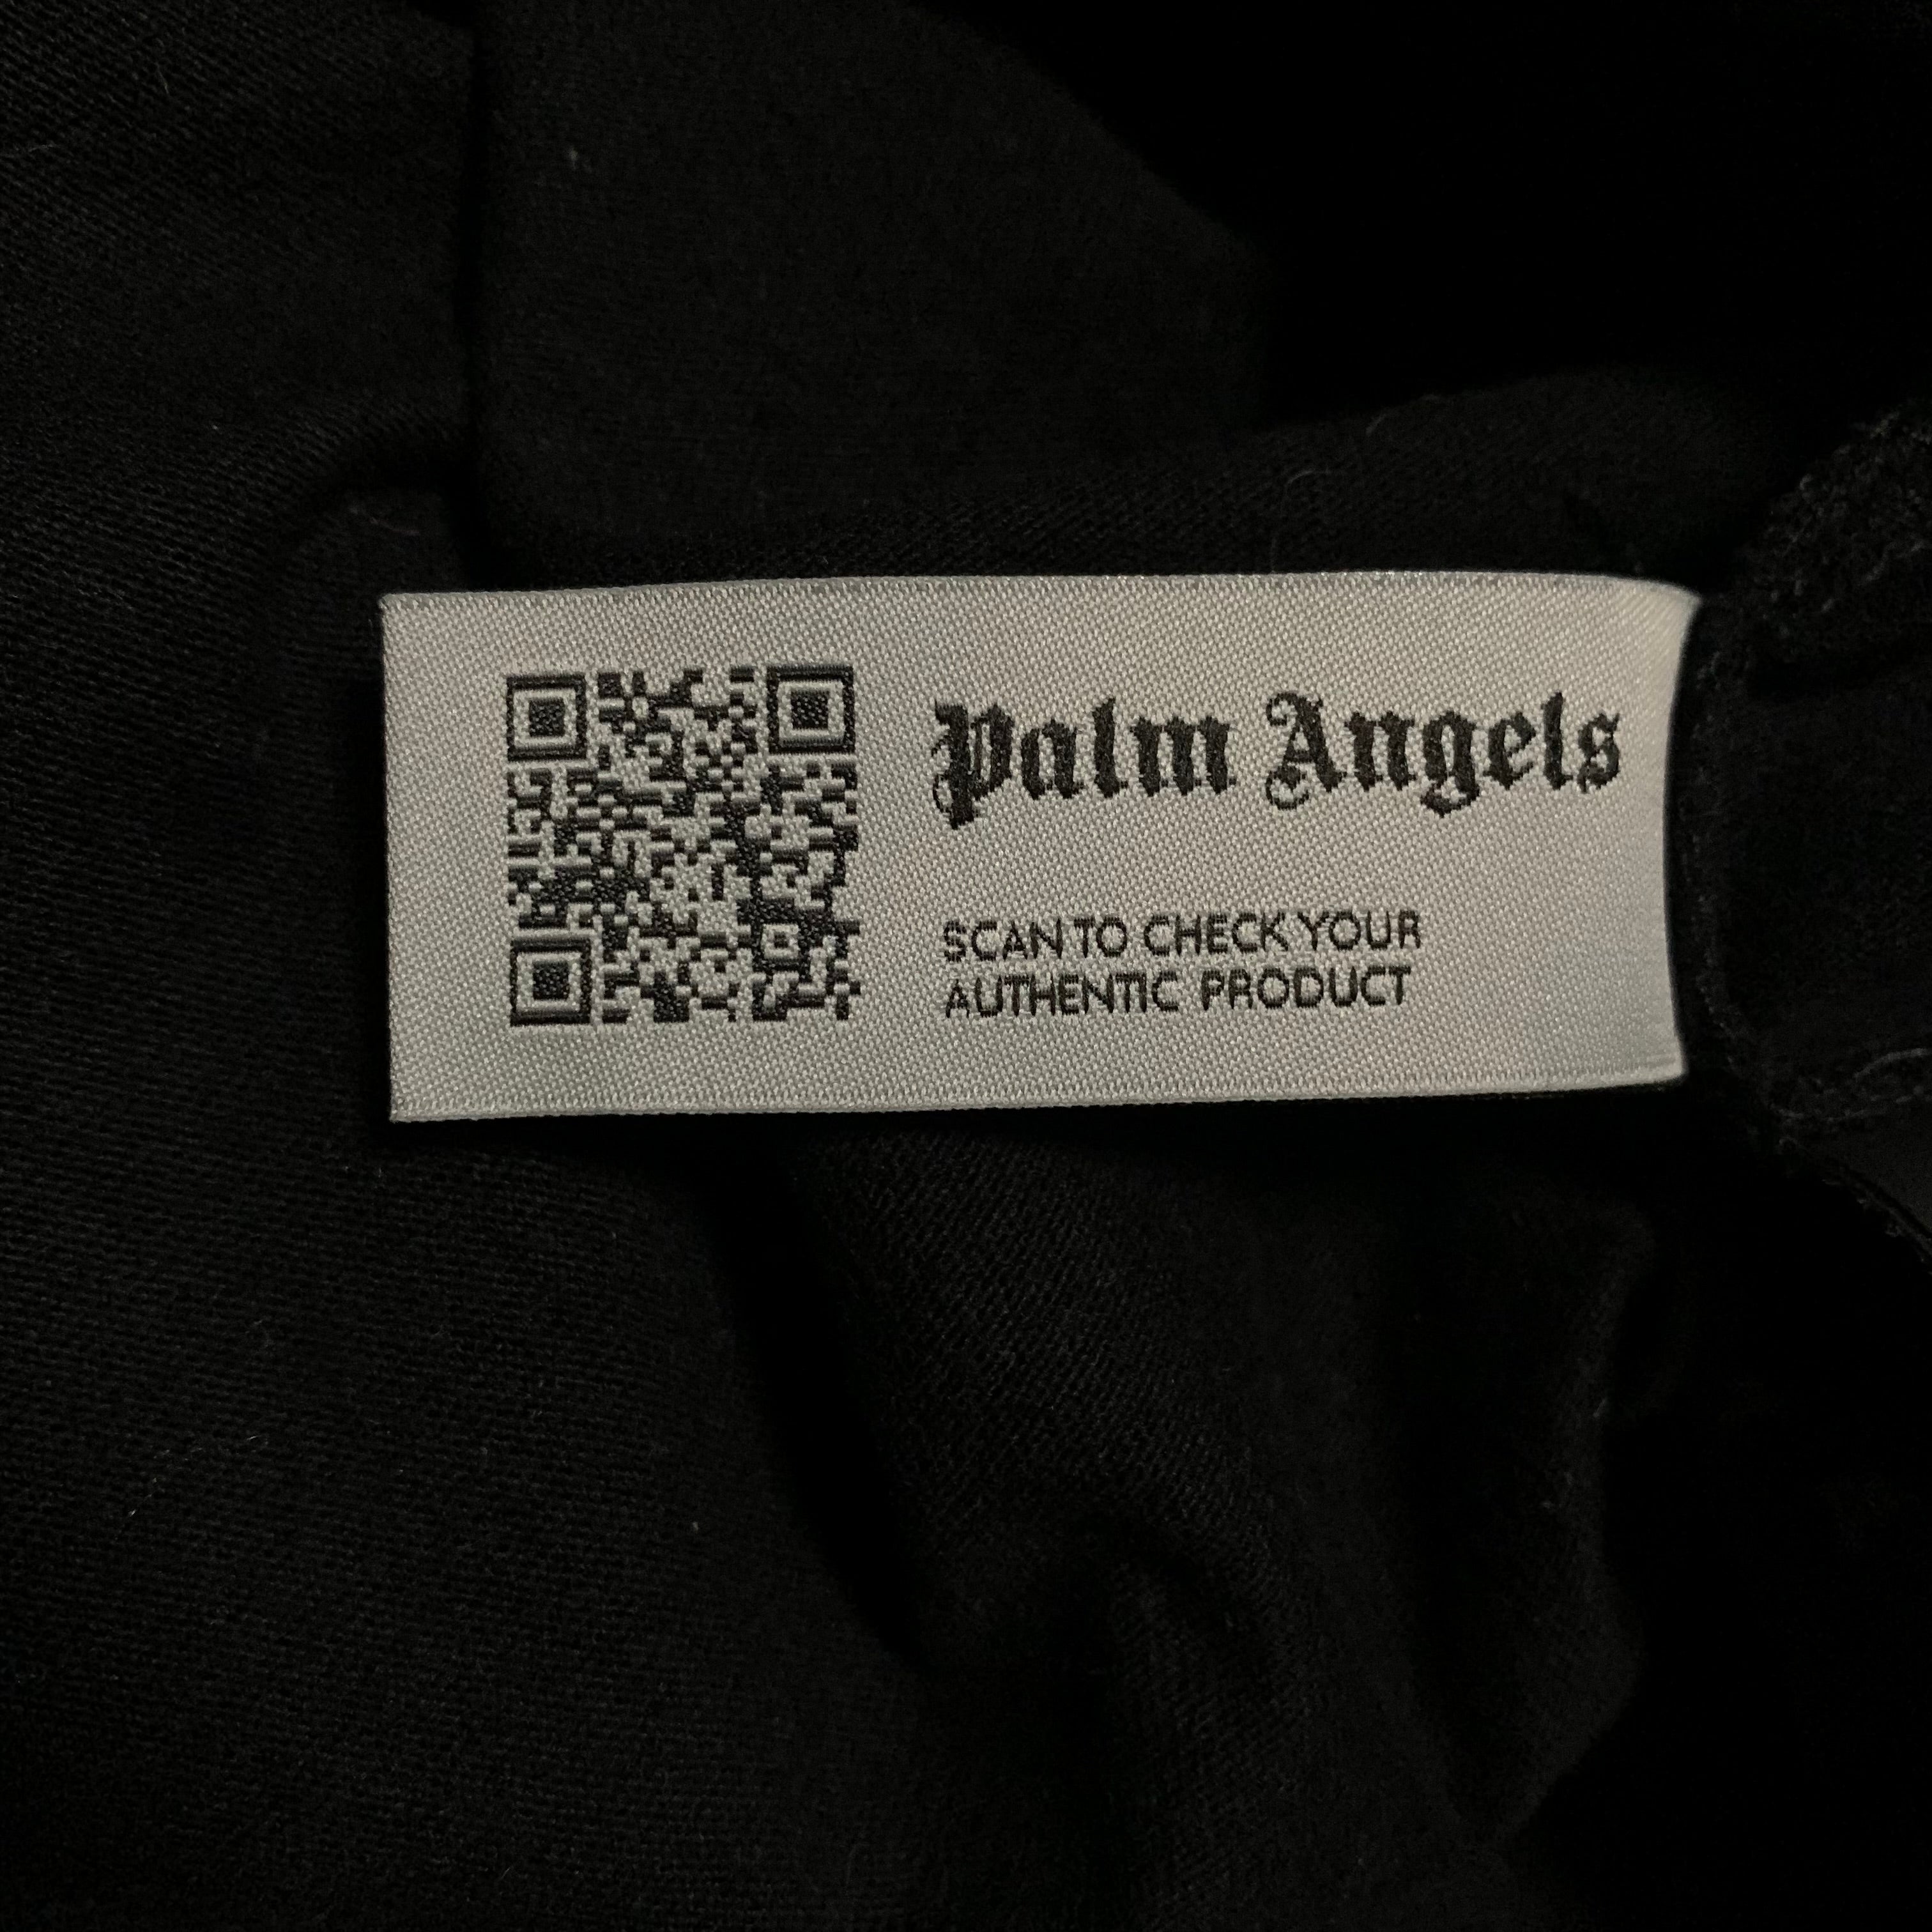 Palm Angels
SCAN TO CHECK YOUR
AUTHENTIC PRODUCT